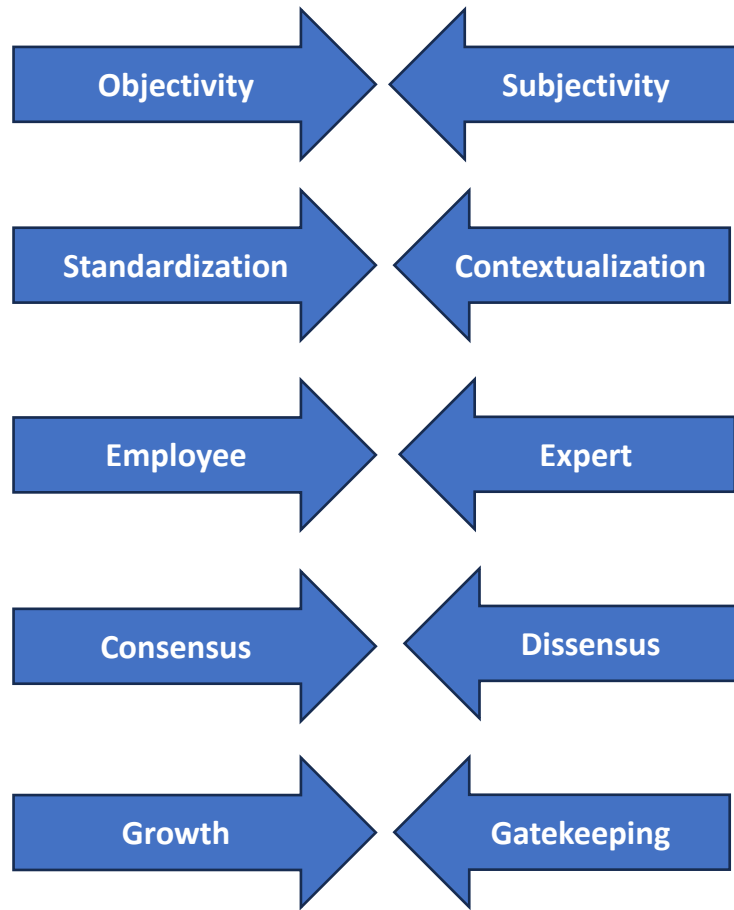 Objectivity
Subjectivity
Standardization
Contextualization
Employee
Expert
Consensus
Dissensus
Growth
Gatekeeping